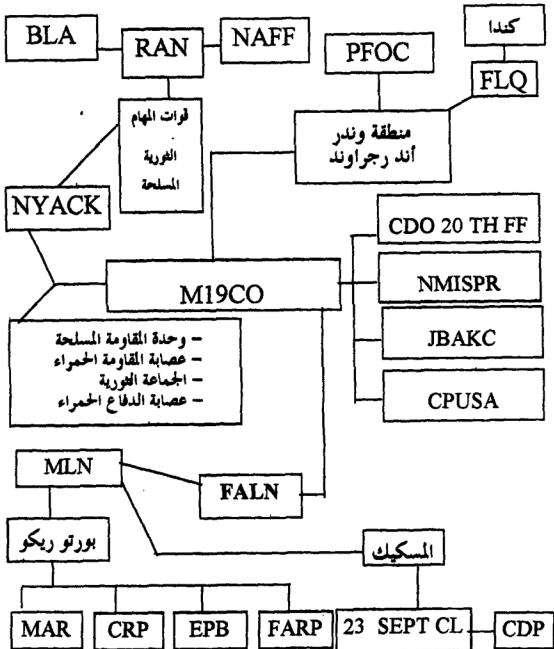 كندا
BLA
RAN
NAFF
PFOC
FLQ
قوات المهام
الثورية
المسلحة
منطقة وندر
أند رجراوند
NYACK
CDO 20 TH FF
M19CO
NMISPR
JBAKC
CPUSA
– وحدة المقاومة المسلحة
– عصابة المقاومة الحمراء
– الجماعة الثورية
– عصابة الدفاع الحمراء
MLN
FALN
بورتو ريكو
المسكيك
MAR
CRP
EPB
FARP
23 SEPT CL
CDP